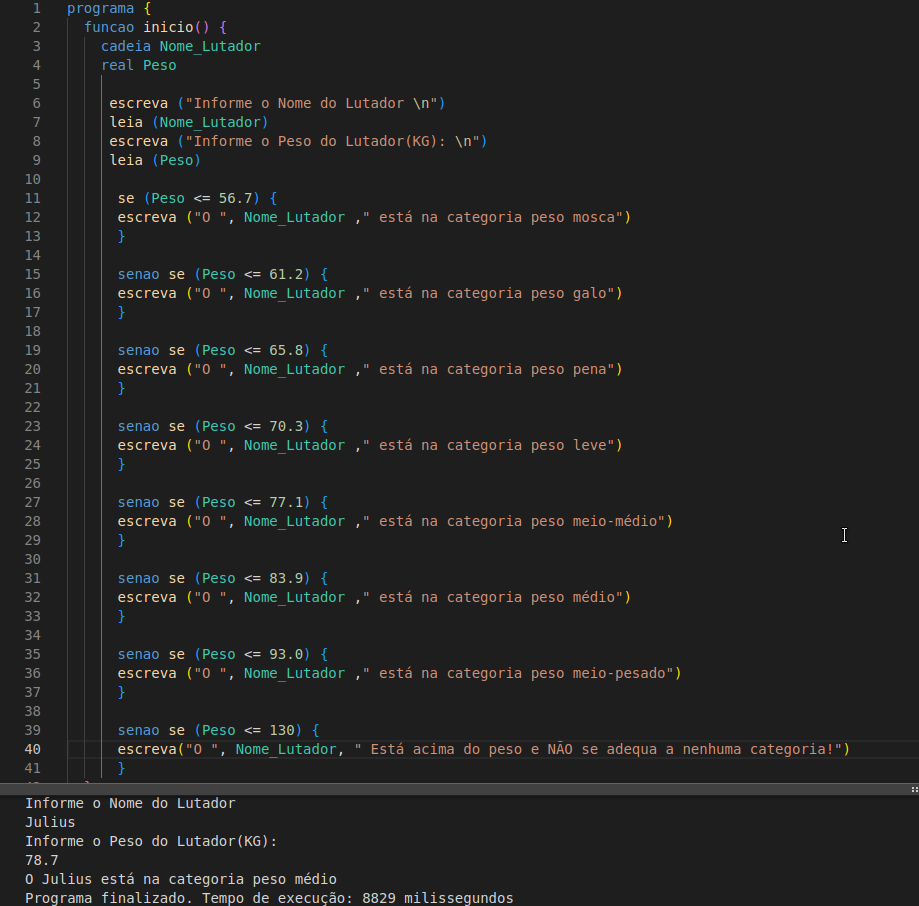 1 programa {
2 funcao inicio() {
3 cadeia Nome_Lutador
4 real Peso
5
6 escreva ("Informe o Nome do Lutador \n")
7 leia (Nome_Lutador)
8 escreva ("Informe o Peso do Lutador(KG): \n")
9 leia (Peso)
10
11 se (Peso <= 56.7) {
12 escreva ("O ", Nome_Lutador ," está na categoria peso mosca")
13 }
14
15 senao se (Peso <= 61.2) {
16 escreva ("O ", Nome_Lutador ," está na categoria peso galo")
17 }
18
19 senao se (Peso <= 65.8) {
20 escreva ("O ", Nome_Lutador ," está na categoria peso pena")
21 }
22
23 senao se (Peso <= 70.3) {
24 escreva ("O ", Nome_Lutador ," está na categoria peso leve")
25 }
26
27 senao se (Peso <= 77.1) {
28 escreva ("O ", Nome_Lutador ," está na categoria peso meio-médio")
29 }
30
31 senao se (Peso <= 83.9) {
32 escreva ("O ", Nome_Lutador ," está na categoria peso médio")
33 }
34
35 senao se (Peso <= 93.0) {
36 escreva ("O ", Nome_Lutador ," está na categoria peso meio-pesado")
37 }
38
39 senao se (Peso <= 130) {
40 escreva("O ", Nome_Lutador, " Está acima do peso e NÃO se adequa a nenhuma categoria!")
41 }
Informe o Nome do Lutador
Julius
Informe o Peso do Lutador(KG):
78.7
O Julius está na categoria peso médio
Programa finalizado. Tempo de execução: 8829 milissegundos